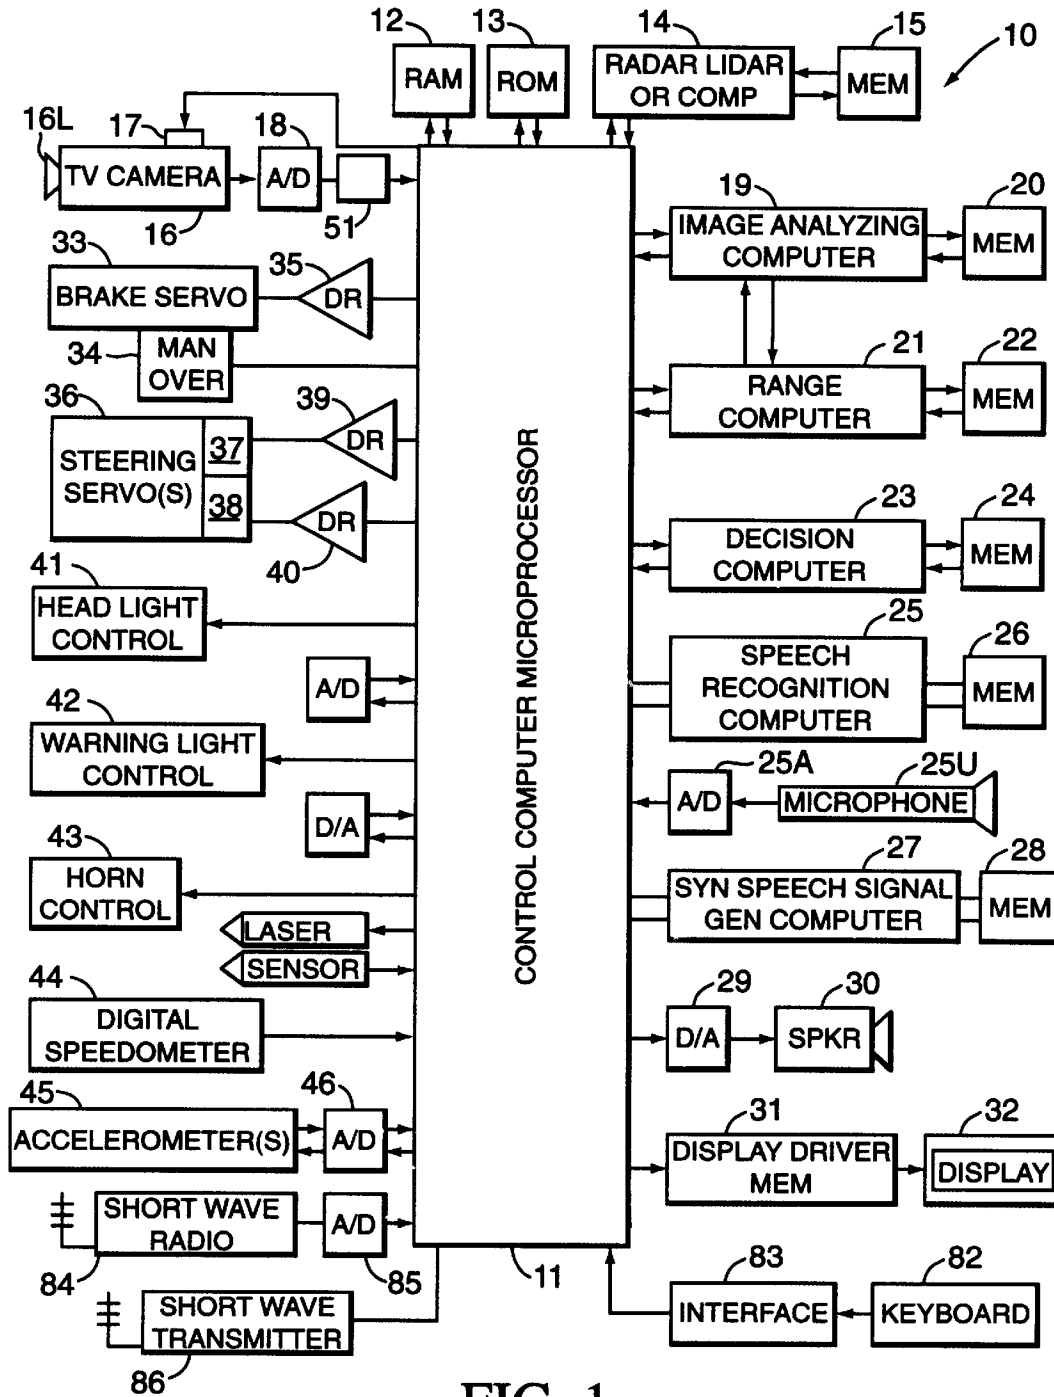 12
13
14
15
10
RAM
ROM
RADAR LIDAR
OR COMP
MEM
16L
17
18
TV CAMERA
A/D
16
51
19
20
IMAGE ANALYZING
COMPUTER
MEM
33
35
BRAKE SERVO
DR
34
MAN
OVER
21
22
RANGE
COMPUTER
MEM
36
39
STEERING
SERVO(S)
37
38
DR
DR
40
23
24
DECISION
COMPUTER
MEM
41
HEAD LIGHT
CONTROL
25
26
SPEECH
RECOGNITION
COMPUTER
MEM
A/D
42
WARNING LIGHT
CONTROL
25A
25U
A/D
MICROPHONE
D/A
43
HORN
CONTROL
27
28
SYN SPEECH SIGNAL
GEN COMPUTER
MEM
LASER
SENSOR
CONTROL COMPUTER MICROPROCESSOR
44
DIGITAL
SPEEDOMETER
29
30
D/A
SPKR
45
46
ACCELEROMETER(S)
A/D
31
32
DISPLAY DRIVER
MEM
DISPLAY
SHORT WAVE
RADIO
A/D
84
85
11
83
82
INTERFACE
KEYBOARD
SHORT WAVE
TRANSMITTER
86
FIG. 1